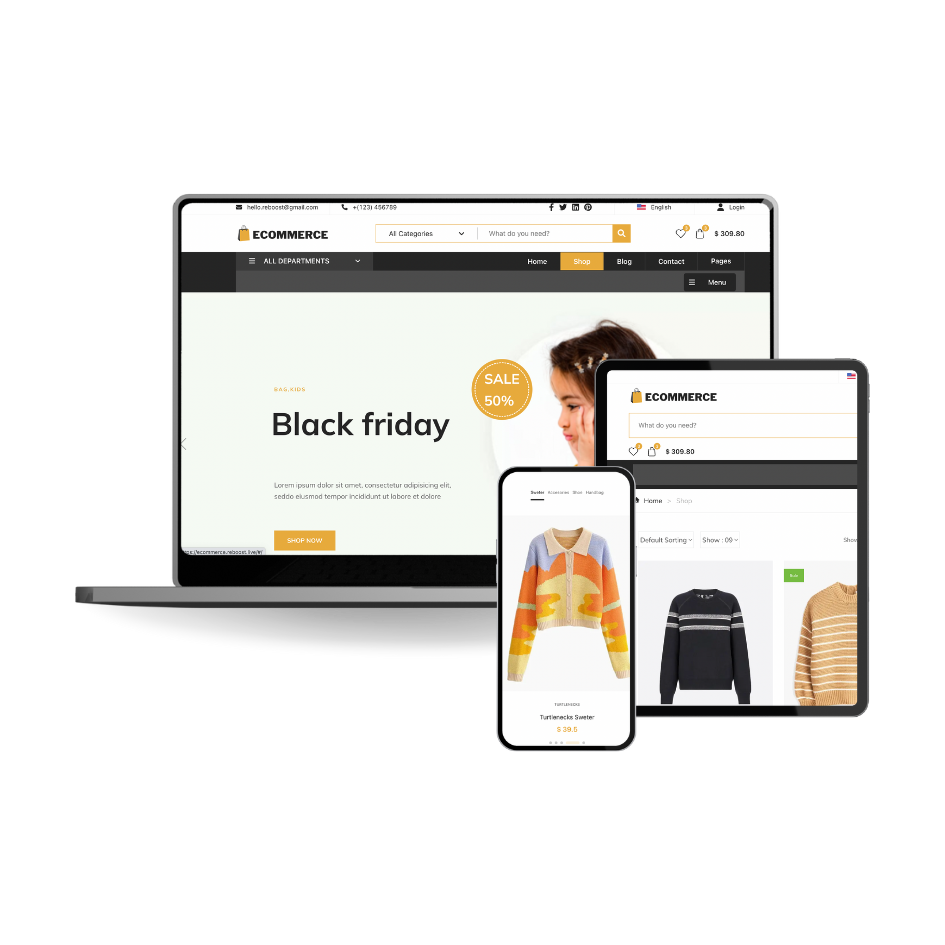 hello.reboost@gmail.com
+(123) 456789
English
Login
ECOMMERCE
All Categories
What do you need?
$ 309.80
ALL DEPARTMENTS
Home
Shop
Blog
Contact
Pages
Menu
BAG,KIDS
SALE
50%
Black friday
Lorem ipsum dolor sit amet, consectetur adipisicing elit,
seddo eiusmod tempor incididunt ut labore et dolore
SHOP NOW
ecommerce.reboost.live/#/
ECOMMERCE
What do you need?
$ 309.80
Home > Shop
Default Sorting
Show : 09
Show
Sale
Sweter Eccesories Shoe Handbag
TURTLENECKS
Turtlenecks Sweter
$ 39.5